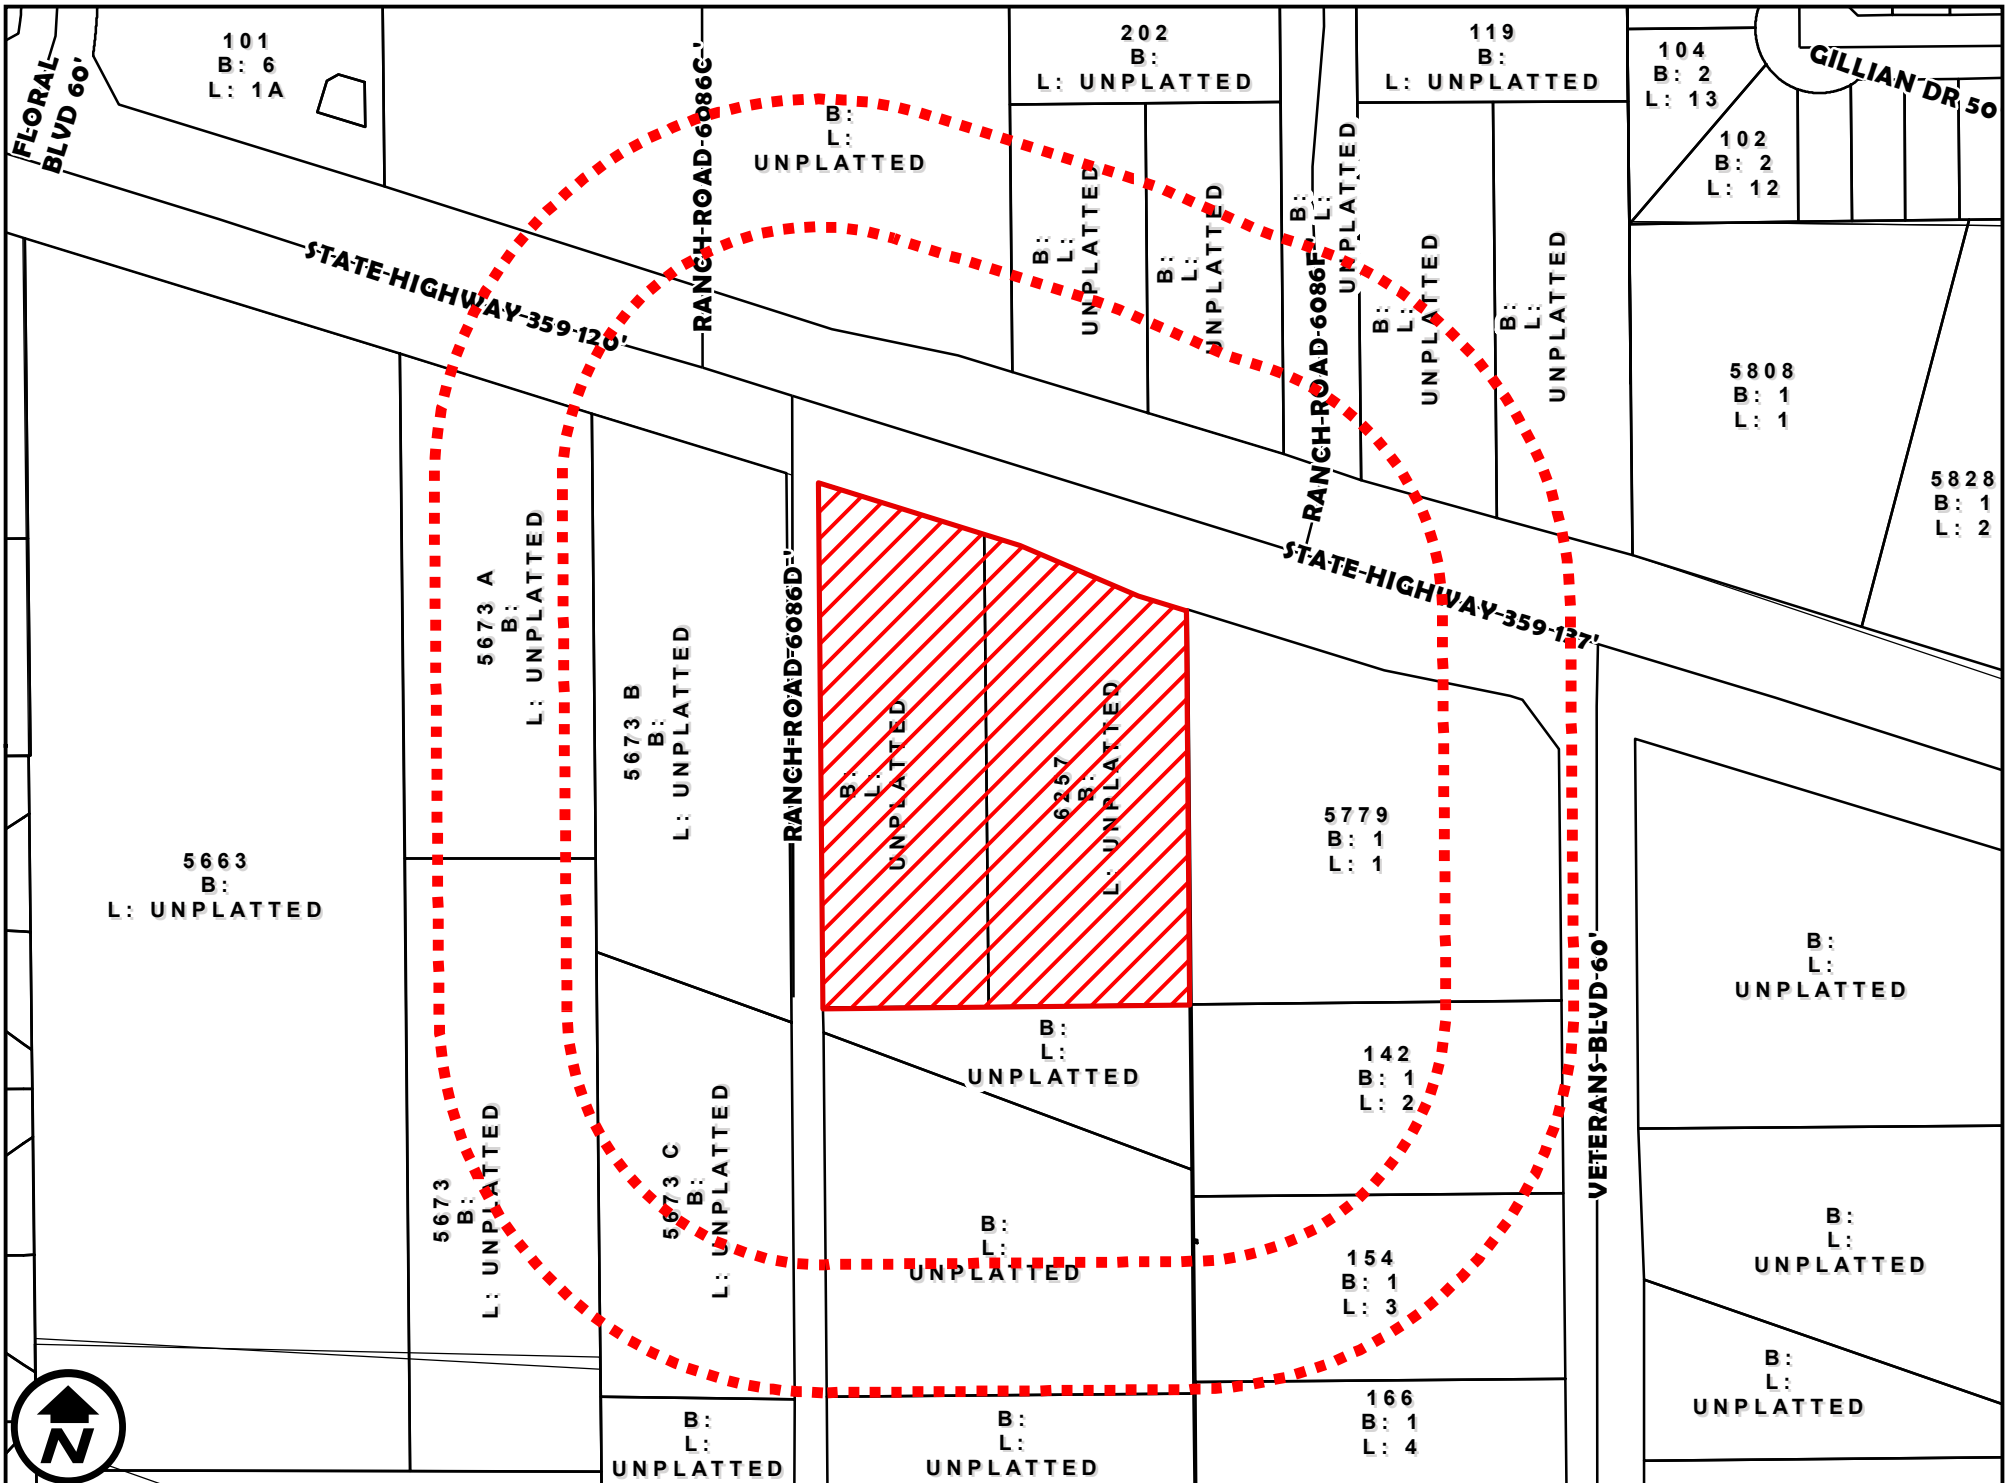 101
B: 6
L: 1A
FLORAL
BLVD 60'
RANCH-ROAD-6086C-'
B:
L:
UNPLATTED
202
B:
L: UNPLATTED
119
B:
L: UNPLATTED
104
B: 2
L: 13
GILLIAN DR 50
102
B: 2
L: 12
STATE-HIGHWAY-359-120'
B:
L:
UNPLATTED
B:
L:
UNPLATTED
B:
L:
UNPLATTED
RANCH-ROAD-6086F-'
B:
L:
UNPLATTED
B:
L:
UNPLATTED
5808
B: 1
L: 1
5828
B: 1
L: 2
STATE-HIGHWAY-359-137'
5673 A
B:
L: UNPLATTED
5673 B
B:
L: UNPLATTED
RANCH-ROAD-6086D-'
B:
L:
UNPLATTED
6257
B:
L: UNPLATTED
5779
B: 1
L: 1
5663
B:
L: UNPLATTED
B:
L:
UNPLATTED
VETERANS-BLVD-60'
B:
L:
UNPLATTED
142
B: 1
L: 2
5673
B:
L: UNPLATTED
5673 C
B:
L: UNPLATTED
B:
L:
UNPLATTED
154
B: 1
L: 3
B:
L:
UNPLATTED
B:
L:
UNPLATTED
166
B: 1
L: 4
B:
L:
UNPLATTED
B:
L:
UNPLATTED
N